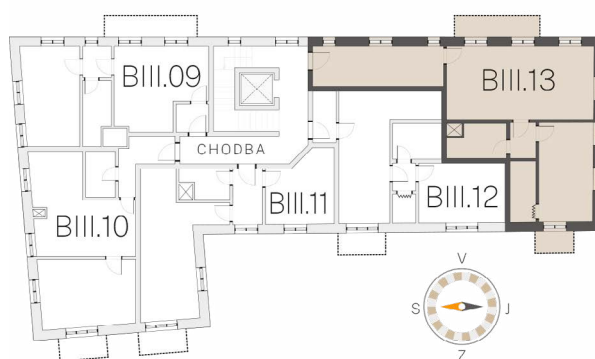 BIII.09
BIII.13
CHODBA
BIII.11
BIII.12
BIII.10
V
S
J
Z